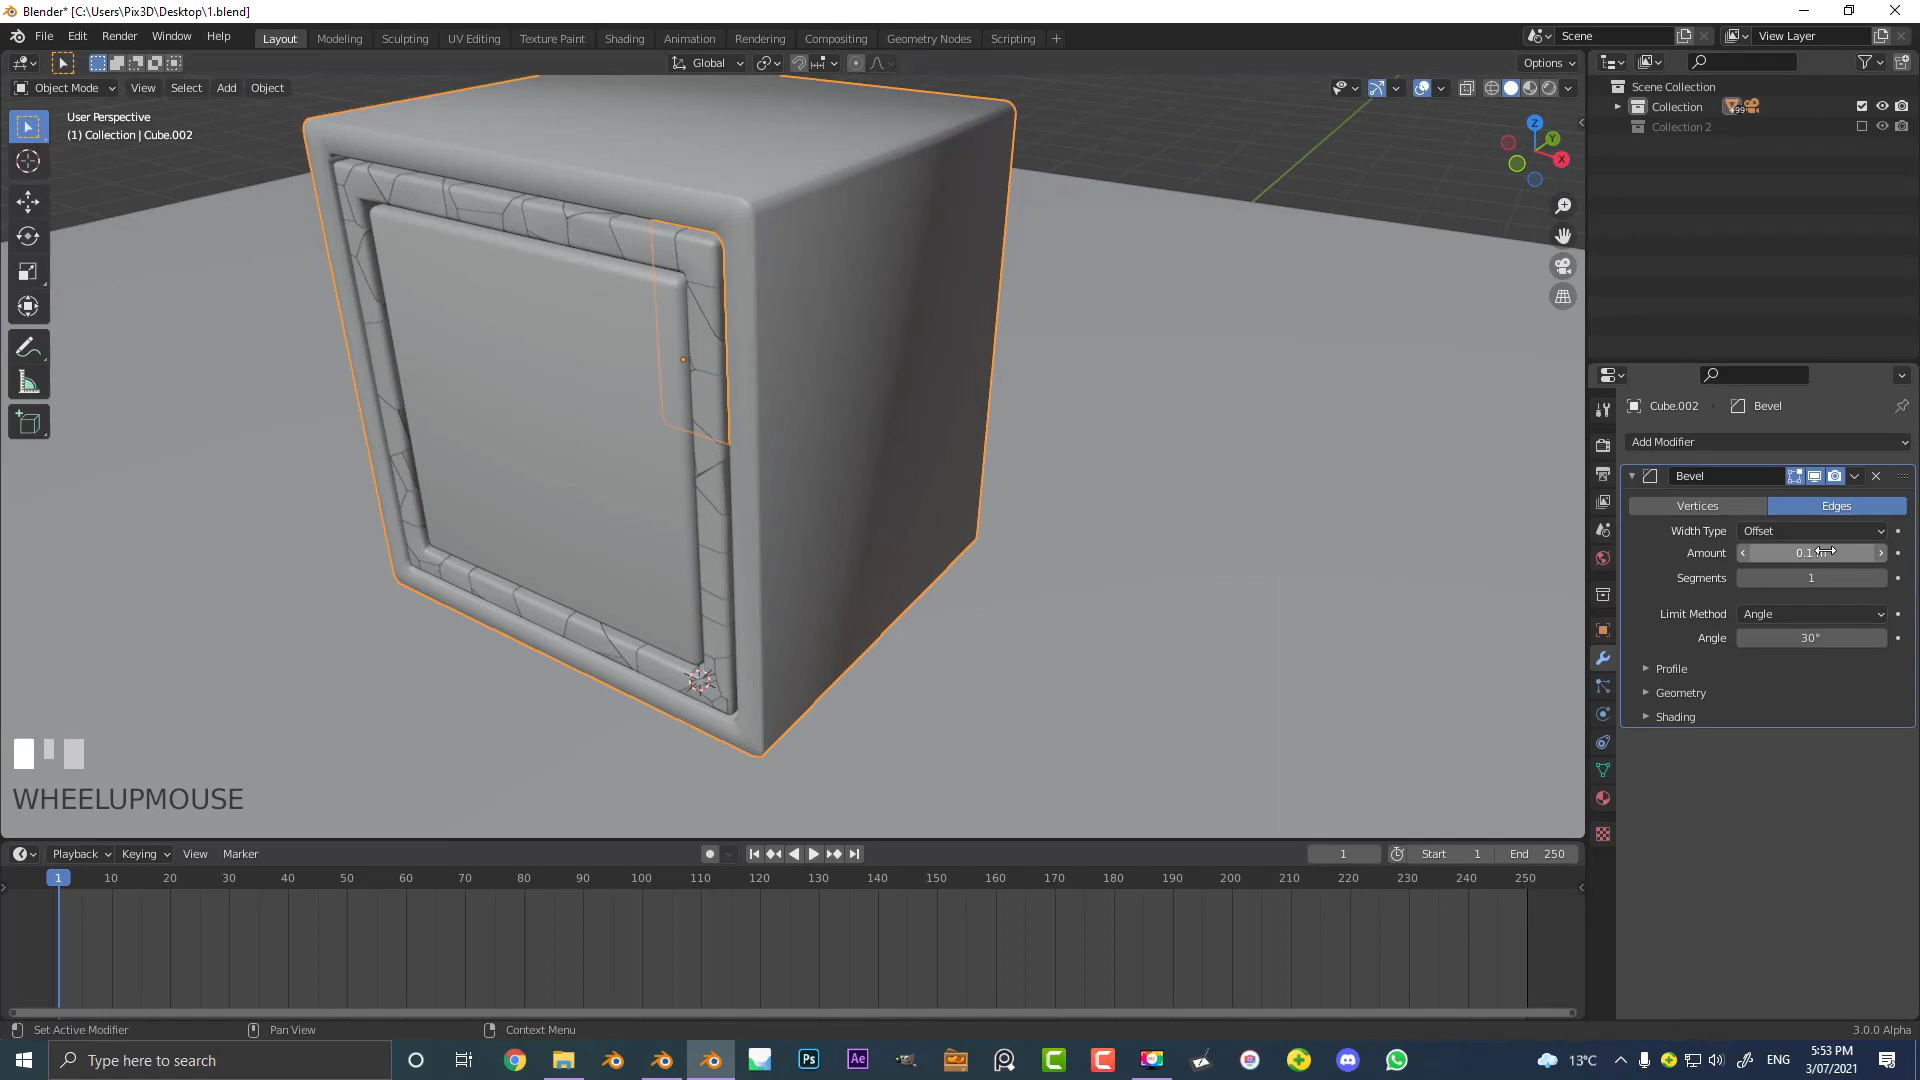 Blender* [C:\Users\Pix3D\Desktop\1.blend]
File Edit Render Window Help
Layout Modeling Sculpting UV Editing Texture Paint Shading Animation Rendering Compositing Geometry Nodes Scripting
Scene
View Layer
Global
Options
Object Mode View Select Add Object
User Perspective
(1) Collection | Cube.002
Z
Y
X
WHEELUPMOUSE
Scene Collection
Collection
+99
Collection 2
Cube.002
Bevel
Add Modifier
Bevel
Vertices Edges
Width Type Offset
Amount 0.1
Segments 1
Limit Method Angle
Angle 30°
Profile
Geometry
Shading
Playback Keying View Marker
1 Start 1 End 250
1 10 20 30 40 50 60 70 80 90 100 110 120 130 140 150 160 170 180 190 200 210 220 230 240 250
Set Active Modifier Pan View Context Menu 3.0.0 Alpha
Type here to search
Ps
Ae
13°C
ENG
5:53 PM
3/07/2021